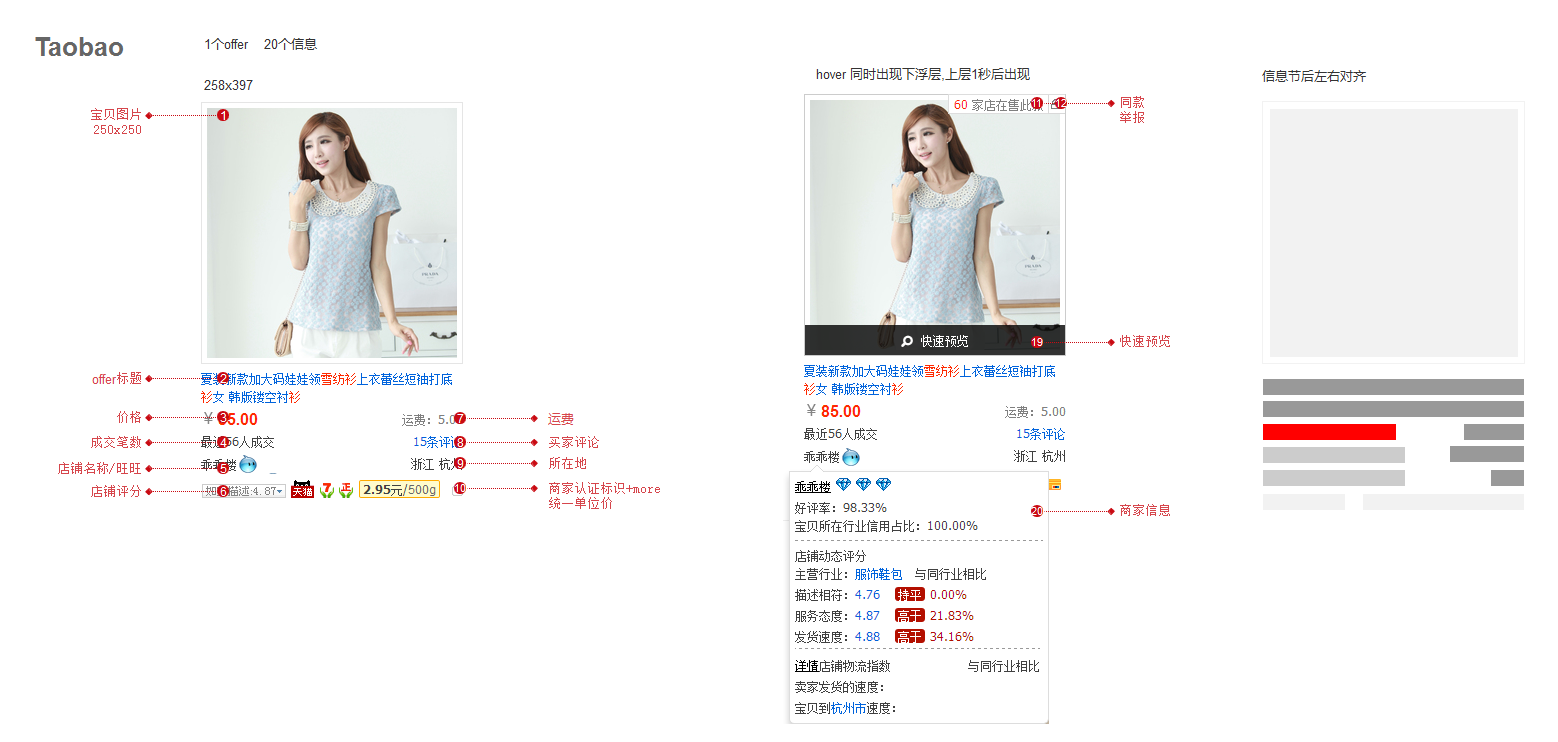 Taobao
1个offer 20个信息
258x397
宝贝图片
250x250
1
offer标题
2
夏装新款加大码娃娃领雪纺衫上衣蕾丝短袖打底
衫女 韩版镂空衬衫
价格
3
￥85.00
运费：5.0
7
运费
成交笔数
4
最近56人成交
15条评论
8
买家评论
店铺名称/旺旺
5
乖乖楼
浙江 杭州
9
所在地
店铺评分
6
描述:4.87
天猫
7
正
2.95元/500g
10
商家认证标识+more
统一单位价
hover 同时出现下浮层,上层1秒后出现
60 家店在售此款
11
12
同款
举报
快速预览
19
快速预览
夏装新款加大码娃娃领雪纺衫上衣蕾丝短袖打底
衫女 韩版镂空衬衫
￥85.00
运费：5.00
最近56人成交
15条评论
乖乖楼
浙江 杭州
乖乖楼
好评率：98.33%
20
商家信息
宝贝所在行业信用占比：100.00%
店铺动态评分
主营行业：服饰鞋包 与同行业相比
描述相符：4.76 持平 0.00%
服务态度：4.87 高于 21.83%
发货速度：4.88 高于 34.16%
详情店铺物流指数 与同行业相比
卖家发货的速度：
宝贝到杭州市速度：
信息节后左右对齐